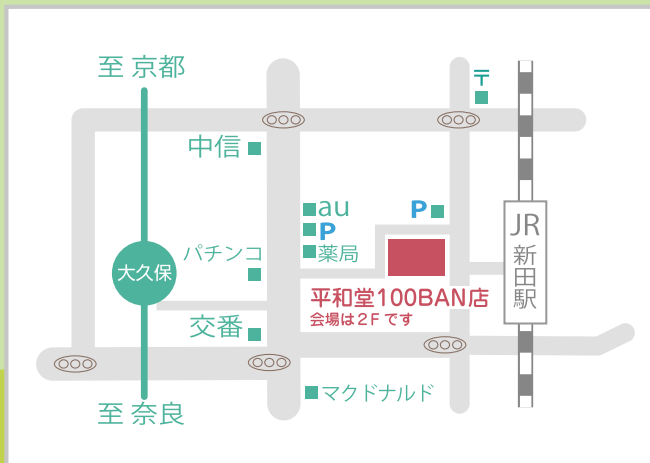 至 京都
〒
中信
au
P
P
JR
新田駅
パチンコ
薬局
大久保
平和堂100BAN店
会場は2Fです
交番
マクドナルド
至 奈良